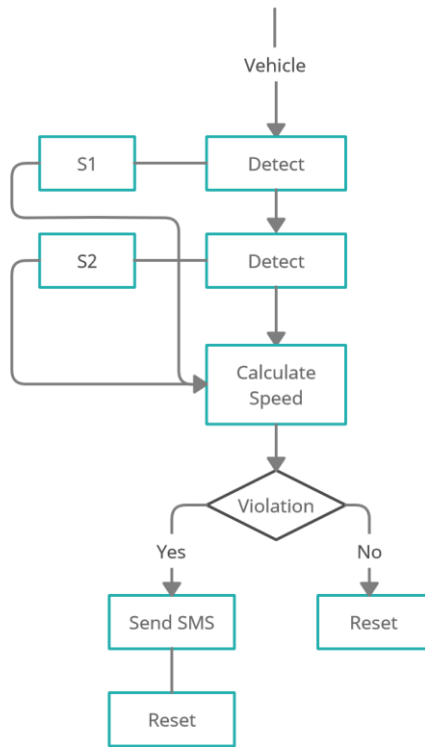 Vehicle
S1
Detect
S2
Detect
Calculate
Speed
Violation
Yes
No
Send SMS
Reset
Reset